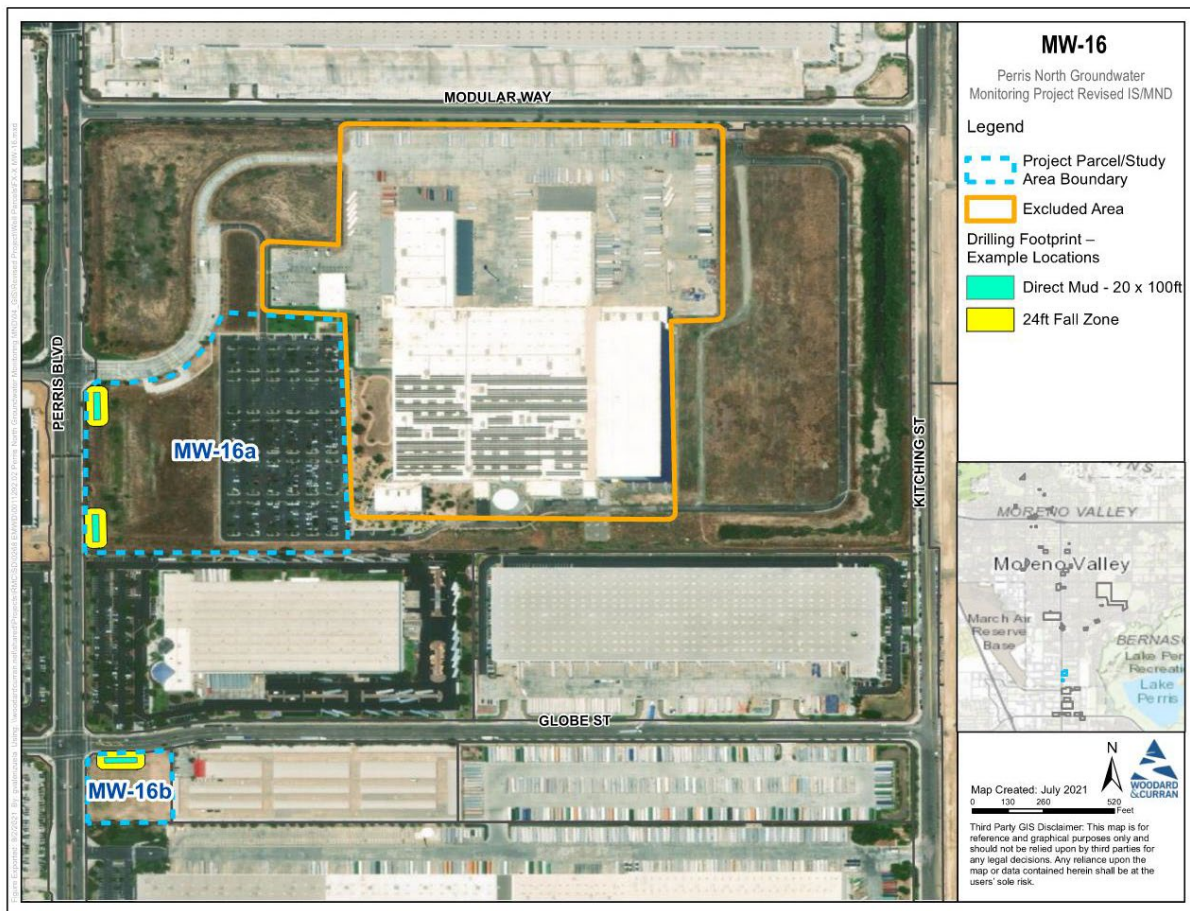 MW-16
Perris North Groundwater
Monitoring Project Revised IS/MND
Legend
Project Parcel/Study
Area Boundary
Excluded Area
Drilling Footprint –
Example Locations
Direct Mud - 20 x 100ft
24ft Fall Zone
MODULAR WAY
PERRIS BLVD
KITCHING ST
MW-16a
GLOBE ST
MW-16b
MORENO VALLEY
Moreno Valley
March Air
Reserve
Base
BERNAS
Lake Per
Recreati
Lake
Perris
N
WOODARD
&CURRAN
Map Created: July 2021
0 130 260 520
Feet
Third Party GIS Disclaimer: This map is for
reference and graphical purposes only and
should not be relied upon by third parties for
any legal decisions. Any reliance upon the
map or data contained herein shall be at the
users' sole risk.